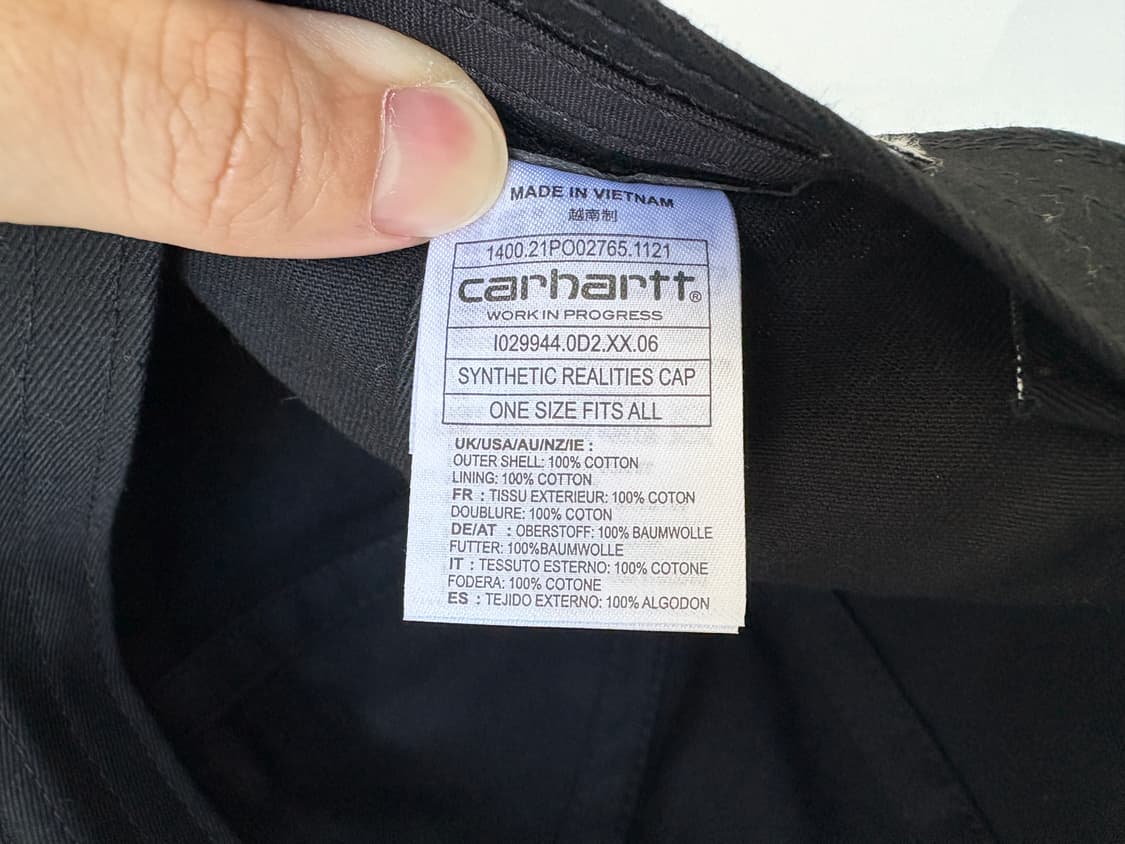 MADE IN VIETNAM
越南制
1400.21PO02765.1121
carhartt®
WORK IN PROGRESS
I029944.0D2.XX.06
SYNTHETIC REALITIES CAP
ONE SIZE FITS ALL
UK/USA/AU/NZ/IE :
OUTER SHELL: 100% COTTON
LINING: 100% COTTON
FR : TISSU EXTERIEUR: 100% COTON
DOUBLURE: 100% COTON
DE/AT : OBERSTOFF: 100% BAUMWOLLE
FUTTER: 100%BAUMWOLLE
IT : TESSUTO ESTERNO: 100% COTONE
FODERA: 100% COTONE
ES : TEJIDO EXTERNO: 100% ALGODON